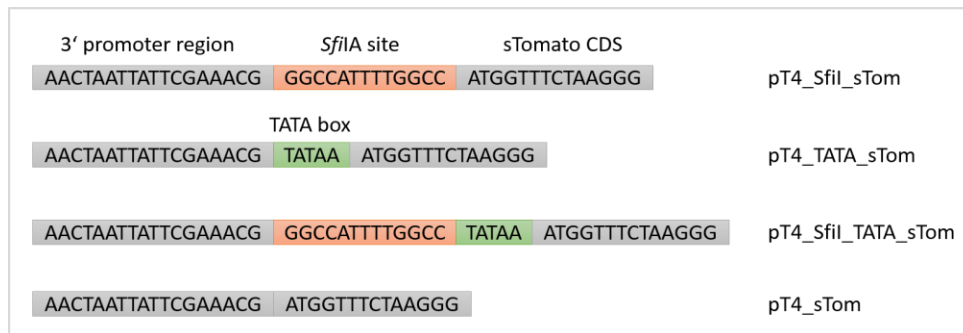 3‘ promoter region SfiIA site sTomato CDS
AACTAATTATTCGAAACG GGCCATTTTGGCC ATGGTTTCTAAGGG pT4_SfiI_sTom
TATA box
AACTAATTATTCGAAACG TATAA ATGGTTTCTAAGGG pT4_TATA_sTom
AACTAATTATTCGAAACG GGCCATTTTGGCC TATAA ATGGTTTCTAAGGG pT4_SfiI_TATA_sTom
AACTAATTATTCGAAACG ATGGTTTCTAAGGG pT4_sTom